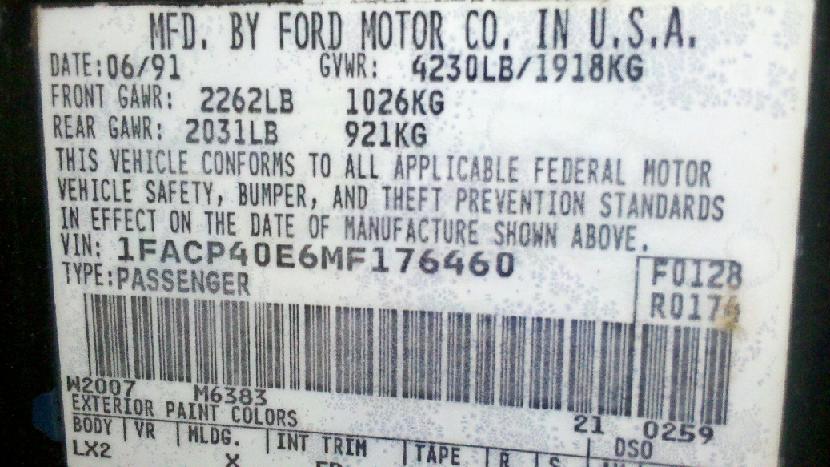 MFD. BY FORD MOTOR CO. IN U.S.A.
DATE:06/91 GVWR: 4230LB/1918KG
FRONT GAWR: 2262LB 1026KG
REAR GAWR: 2031LB 921KG
THIS VEHICLE CONFORMS TO ALL APPLICABLE FEDERAL MOTOR
VEHICLE SAFETY, BUMPER, AND THEFT PREVENTION STANDARDS
IN EFFECT ON THE DATE OF MANUFACTURE SHOWN ABOVE.
VIN: 1FACP40E6MF176460
TYPE:PASSENGER
F0128
R0176
W2007 M6383
EXTERIOR PAINT COLORS 21 0259
BODY VR MLDG. INT TRIM TAPE R S DSO
LX2 X